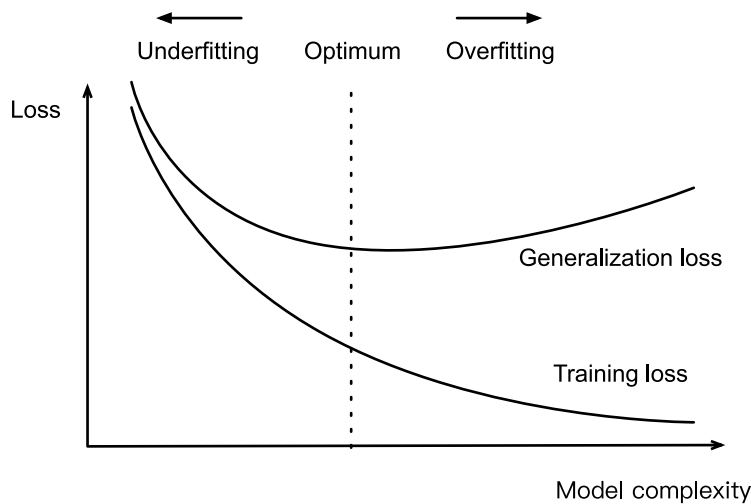 Underfitting Optimum Overfitting
Loss
Generalization loss
Training loss
Model complexity